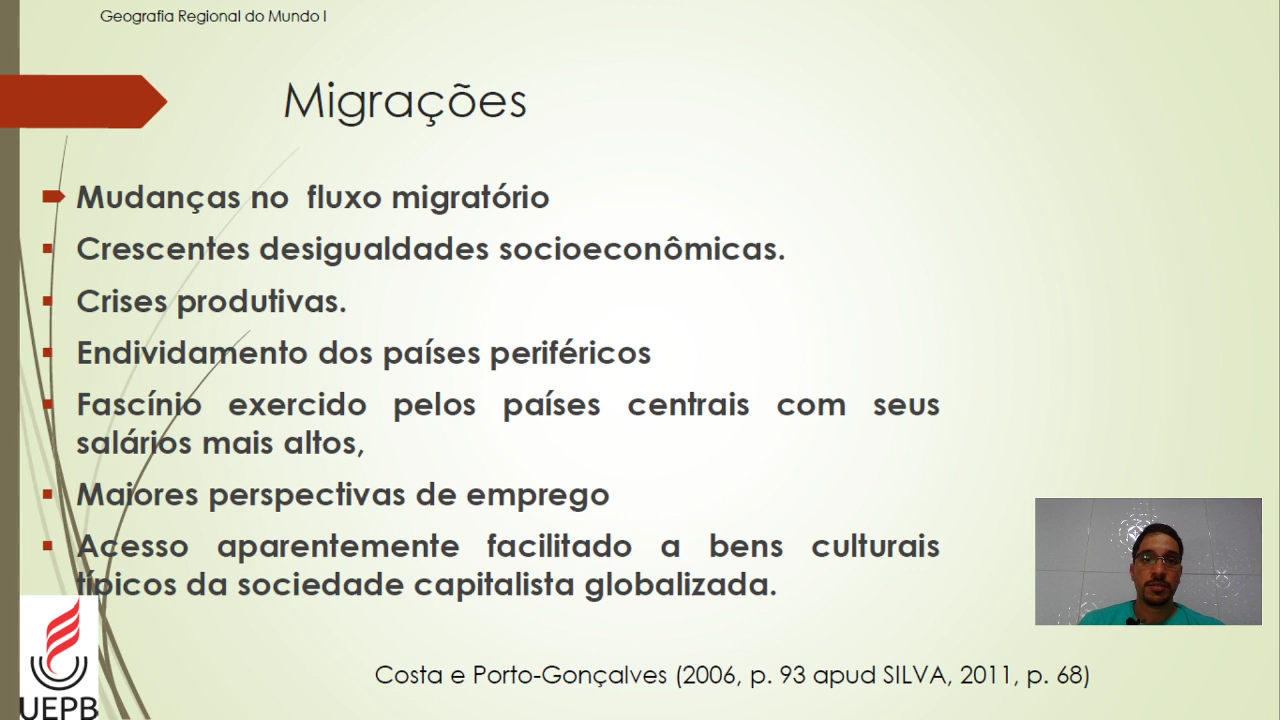 Geografia Regional do Mundo I
Migrações
Mudanças no fluxo migratório
Crescentes desigualdades socioeconômicas.
Crises produtivas.
Endividamento dos países periféricos
Fascínio exercido pelos países centrais com seus
salários mais altos,
Maiores perspectivas de emprego
Acesso aparentemente facilitado a bens culturais
típicos da sociedade capitalista globalizada.
UEPB
Costa e Porto-Gonçalves (2006, p. 93 apud SILVA, 2011, p. 68)